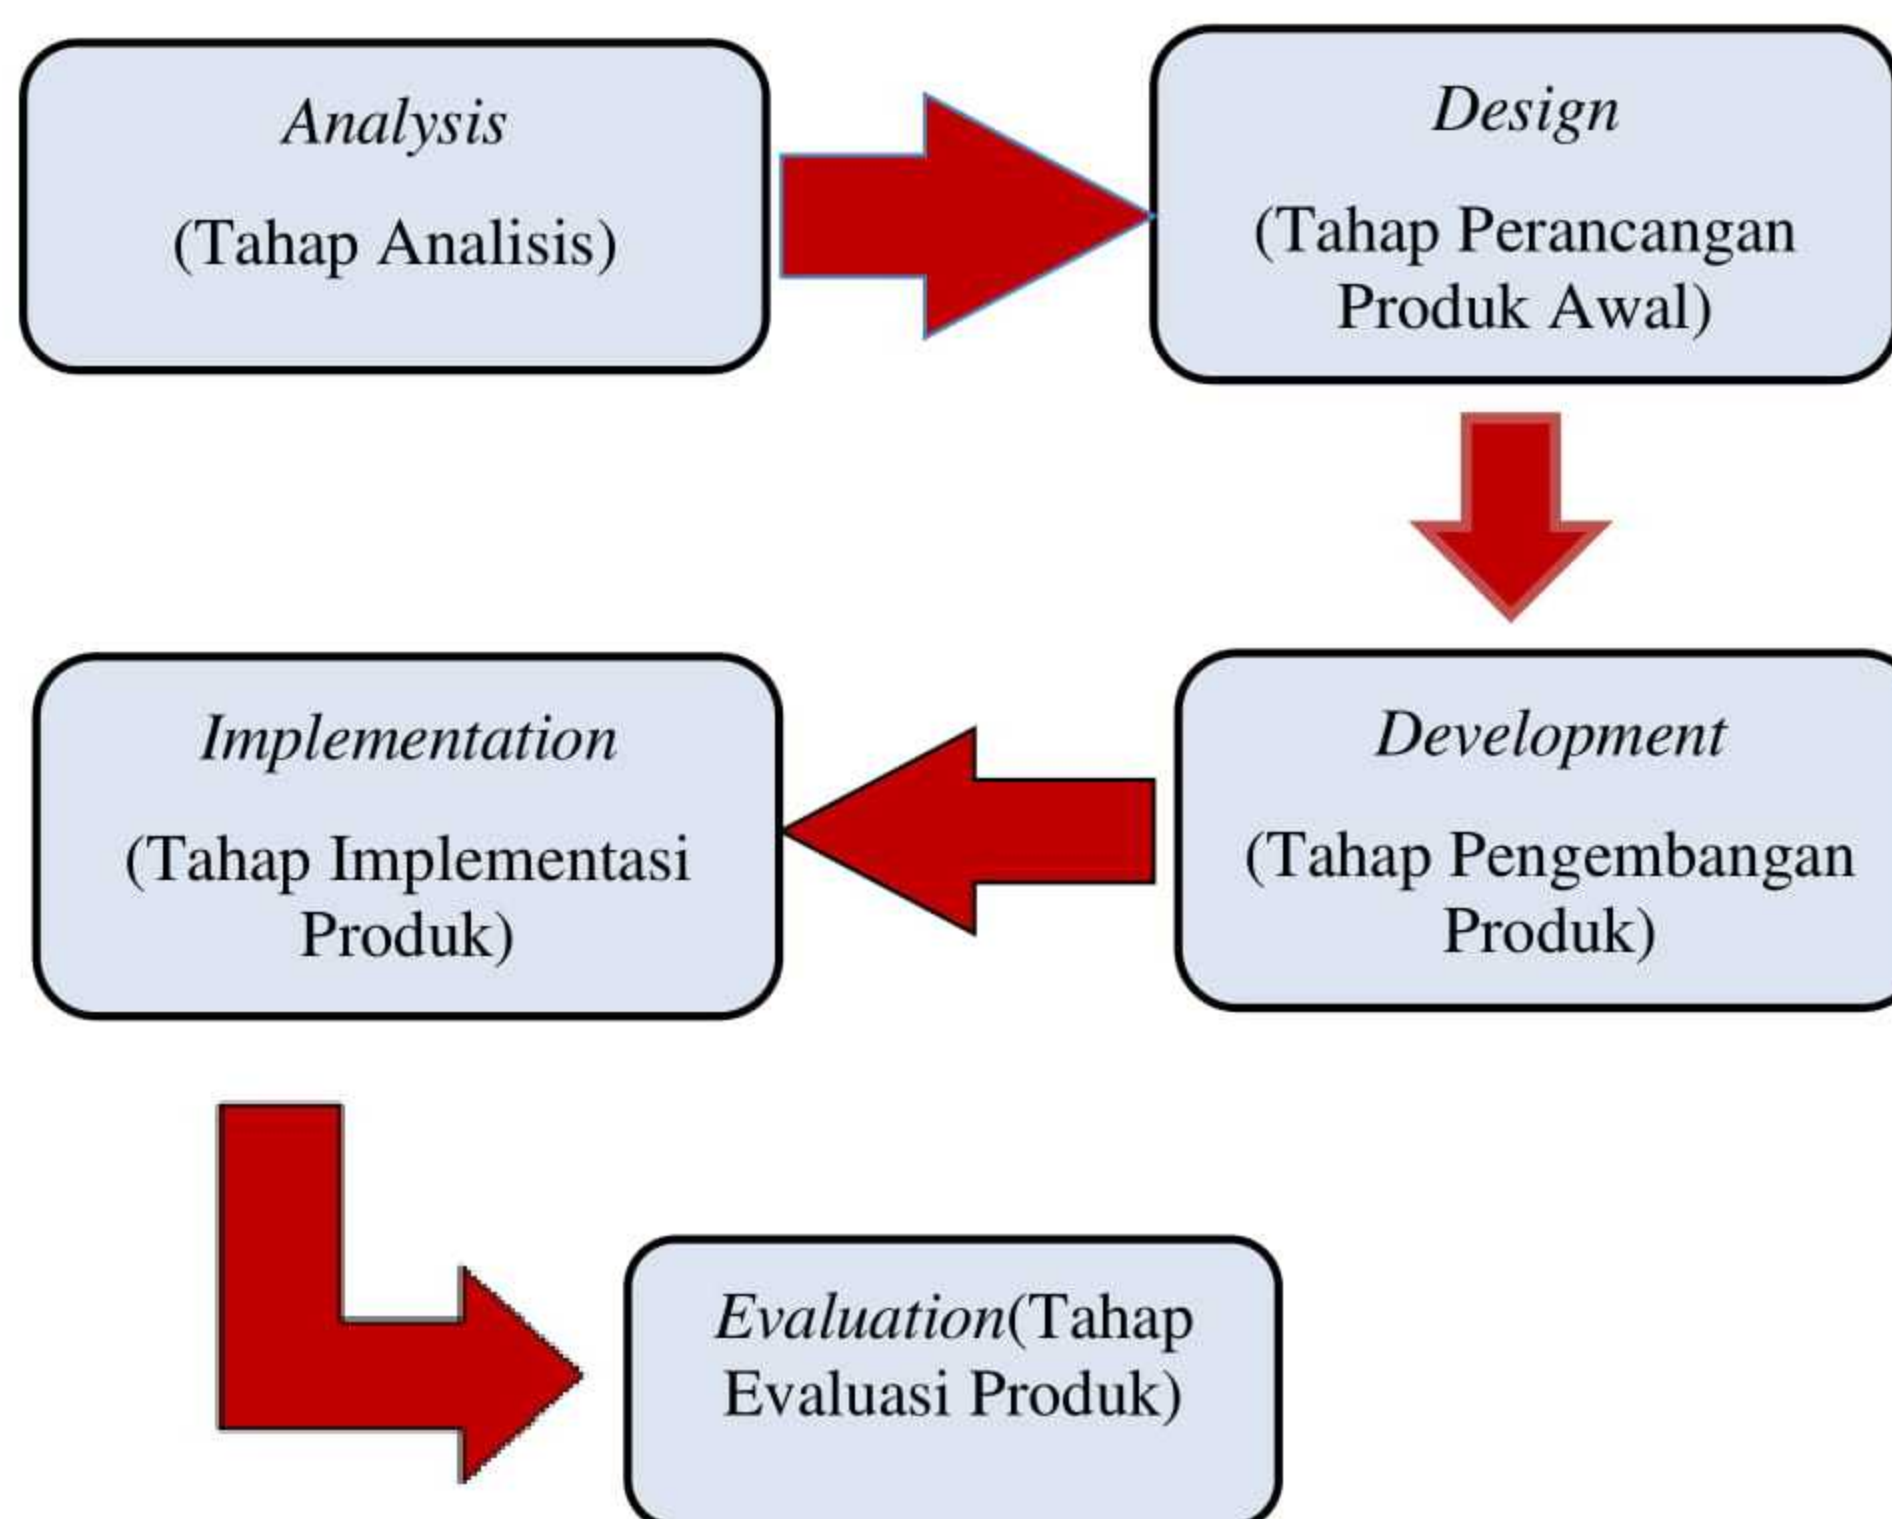 Analysis
(Tahap Analisis)
Design
(Tahap Perancangan
Produk Awal)
Implementation
(Tahap Implementasi
Produk)
Development
(Tahap Pengembangan
Produk)
Evaluation(Tahap
Evaluasi Produk)